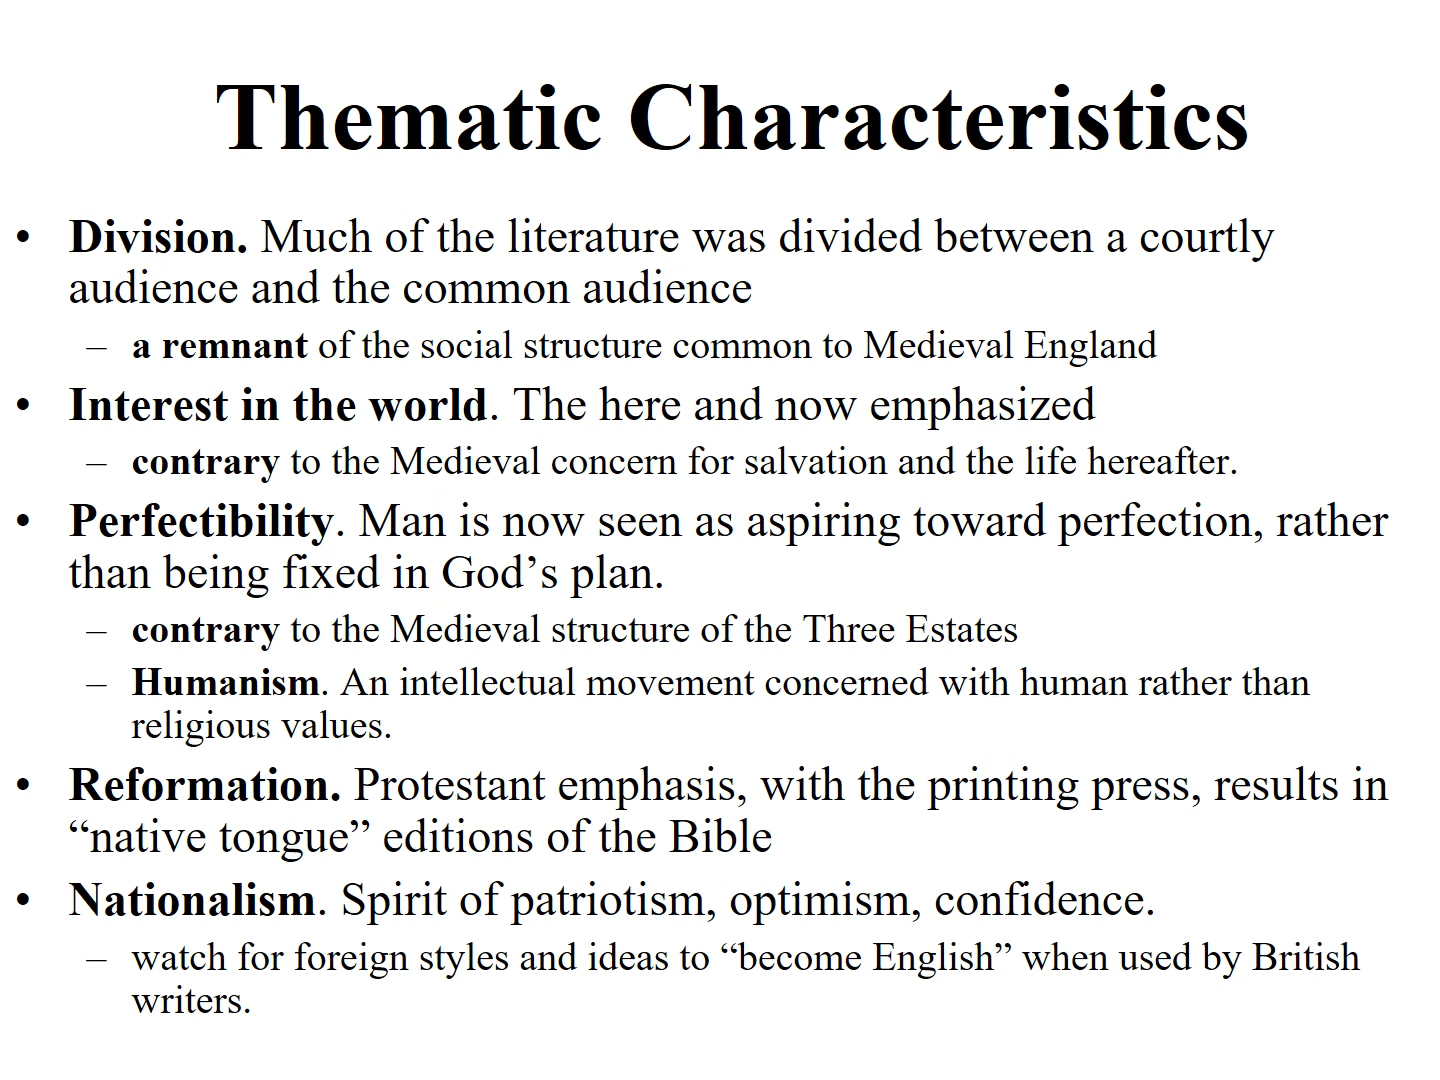 Thematic Characteristics
• Division. Much of the literature was divided between a courtly
audience and the common audience
– a remnant of the social structure common to Medieval England
• Interest in the world. The here and now emphasized
– contrary to the Medieval concern for salvation and the life hereafter.
• Perfectibility. Man is now seen as aspiring toward perfection, rather
than being fixed in God’s plan.
– contrary to the Medieval structure of the Three Estates
– Humanism. An intellectual movement concerned with human rather than
religious values.
• Reformation. Protestant emphasis, with the printing press, results in
“native tongue” editions of the Bible
• Nationalism. Spirit of patriotism, optimism, confidence.
– watch for foreign styles and ideas to “become English” when used by British
writers.